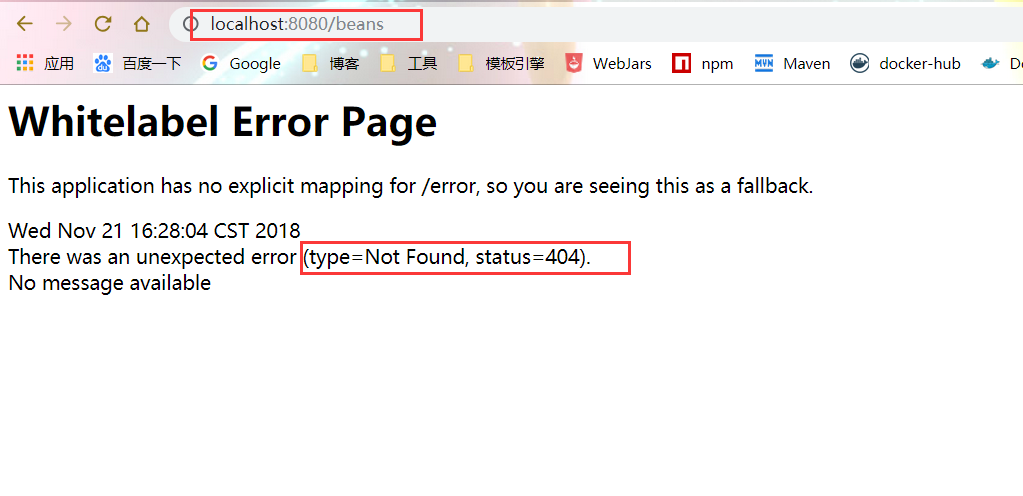 localhost:8080/beans
应用 百度一下 Google 博客 工具 模板引擎 WebJars npm Maven docker-hub
Whitelabel Error Page
This application has no explicit mapping for /error, so you are seeing this as a fallback.
Wed Nov 21 16:28:04 CST 2018
There was an unexpected error (type=Not Found, status=404).
No message available